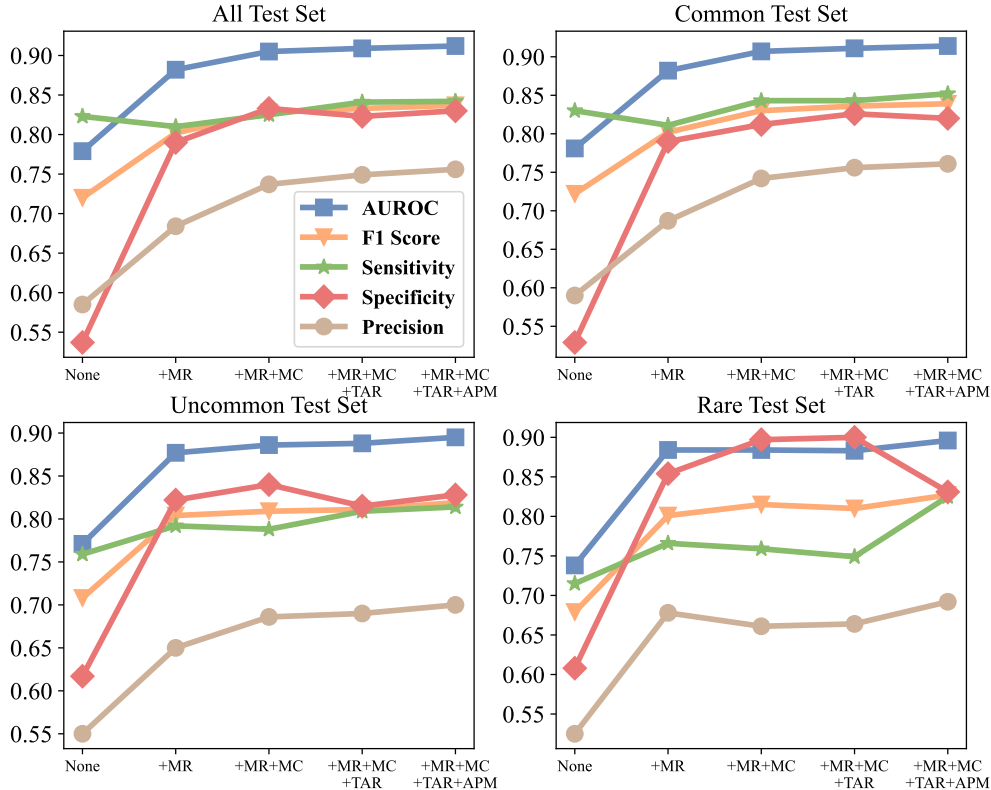 All Test Set
0.90
0.85
0.80
0.75
0.70
0.65
0.60
0.55
AUROC
F1 Score
Sensitivity
Specificity
Precision
None
+MR
+MR+MC
+MR+MC
+TAR
+MR+MC
+TAR+APM
Common Test Set
0.90
0.85
0.80
0.75
0.70
0.65
0.60
0.55
None
+MR
+MR+MC
+MR+MC
+TAR
+MR+MC
+TAR+APM
Uncommon Test Set
0.90
0.85
0.80
0.75
0.70
0.65
0.60
0.55
None
+MR
+MR+MC
+MR+MC
+TAR
+MR+MC
+TAR+APM
Rare Test Set
0.90
0.85
0.80
0.75
0.70
0.65
0.60
0.55
None
+MR
+MR+MC
+MR+MC
+TAR
+MR+MC
+TAR+APM